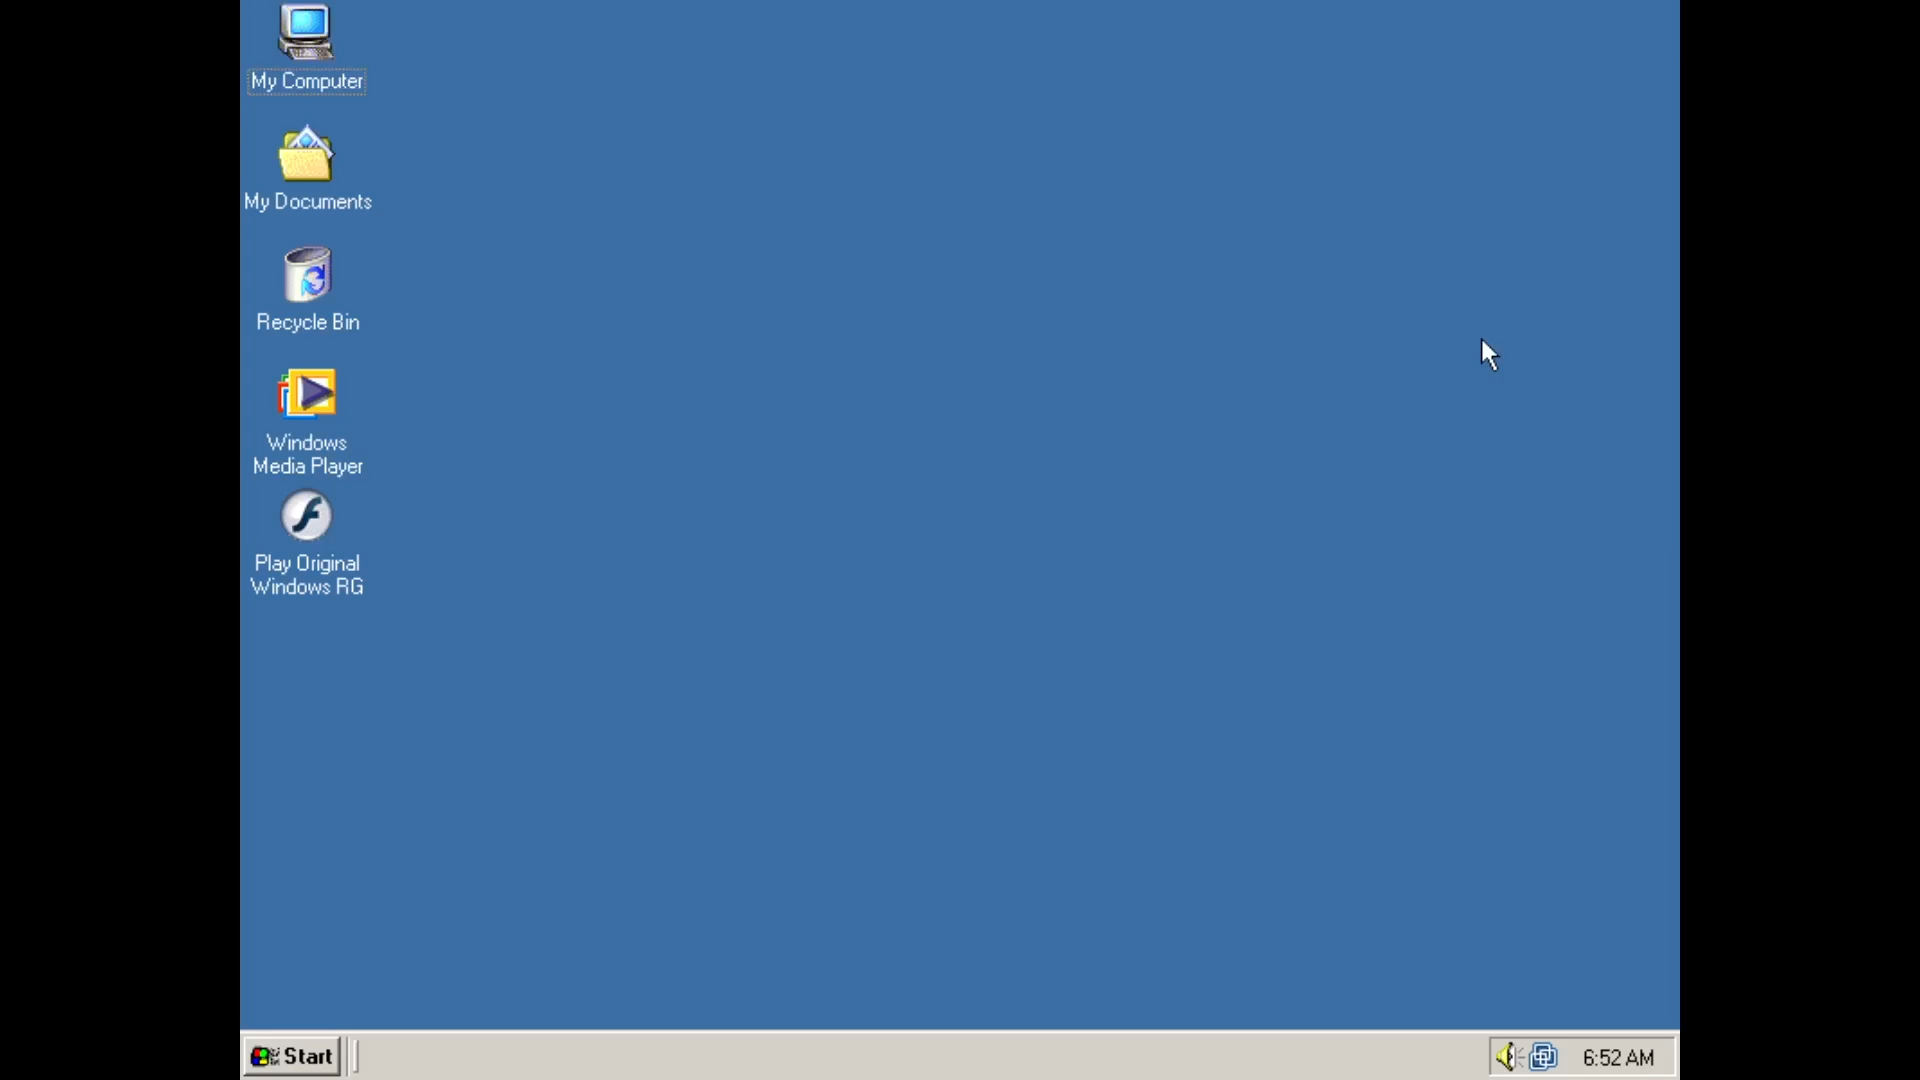 My Computer
My Documents
Recycle Bin
Windows
Media Player
Play Original
Windows RG
Start
6:52 AM